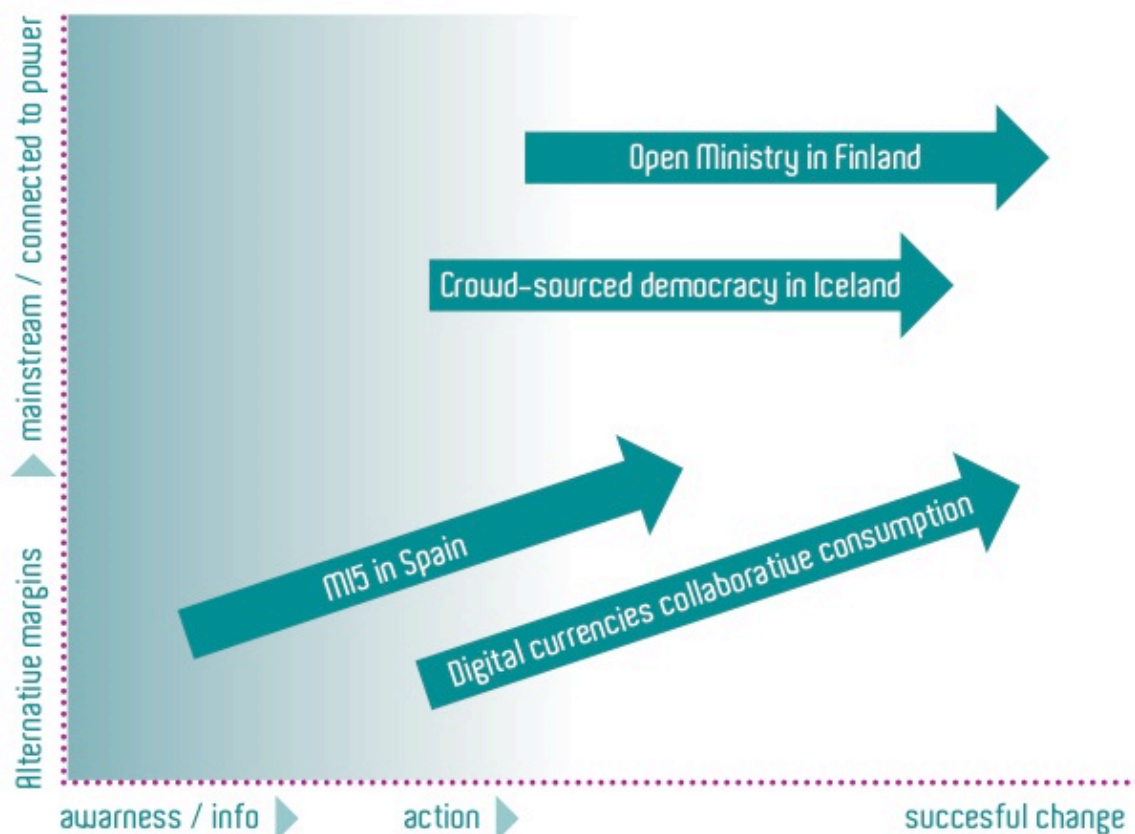 mainstream / connected to power
Alternative margins
Open Ministry in Finland
Crowd-sourced democracy in Iceland
M15 in Spain
Digital currencies collaborative consumption
awarness / info
action
succesful change